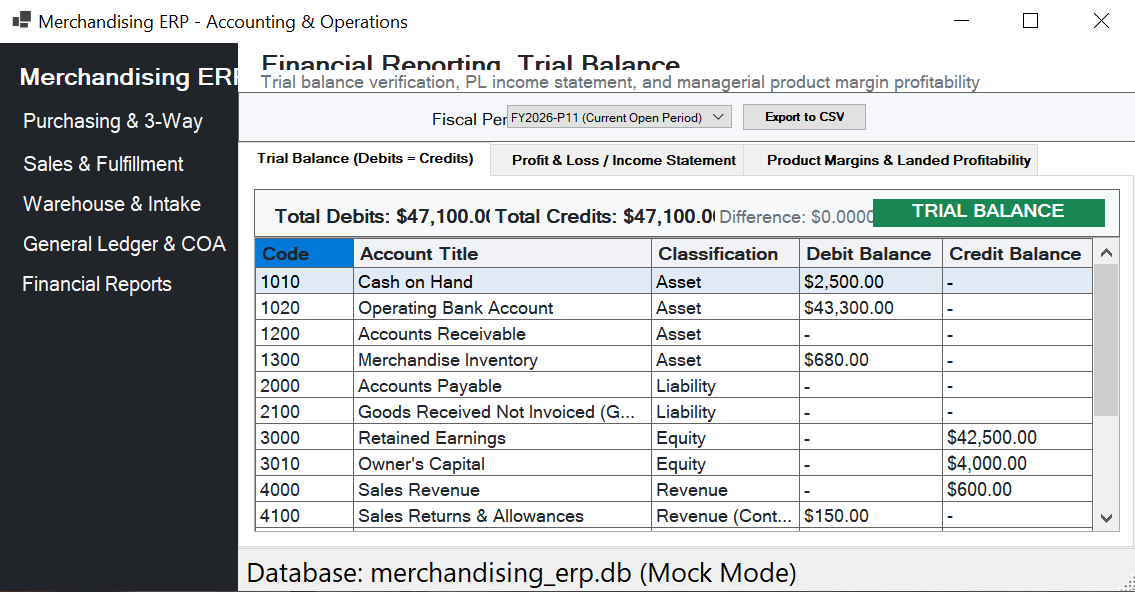 Merchandising ERP - Accounting & Operations
Merchandising ERP
Purchasing & 3-Way
Sales & Fulfillment
Warehouse & Intake
General Ledger & COA
Financial Reports
Financial Reporting Trial Balance
Trial balance verification, PL income statement, and managerial product margin profitability
Fiscal Per FY2026-P11 (Current Open Period) Export to CSV
Trial Balance (Debits = Credits) Profit & Loss / Income Statement Product Margins & Landed Profitability
Total Debits: $47,100.0 Total Credits: $47,100.0 Difference: $0.0000 TRIAL BALANCE
Code Account Title Classification Debit Balance Credit Balance
1010 Cash on Hand Asset $2,500.00 -
1020 Operating Bank Account Asset $43,300.00 -
1200 Accounts Receivable Asset - -
1300 Merchandise Inventory Asset $680.00 -
2000 Accounts Payable Liability - -
2100 Goods Received Not Invoiced (G... Liability - -
3000 Retained Earnings Equity - $42,500.00
3010 Owner's Capital Equity - $4,000.00
4000 Sales Revenue Revenue - $600.00
4100 Sales Returns & Allowances Revenue (Cont... $150.00 -
Database: merchandising_erp.db (Mock Mode)